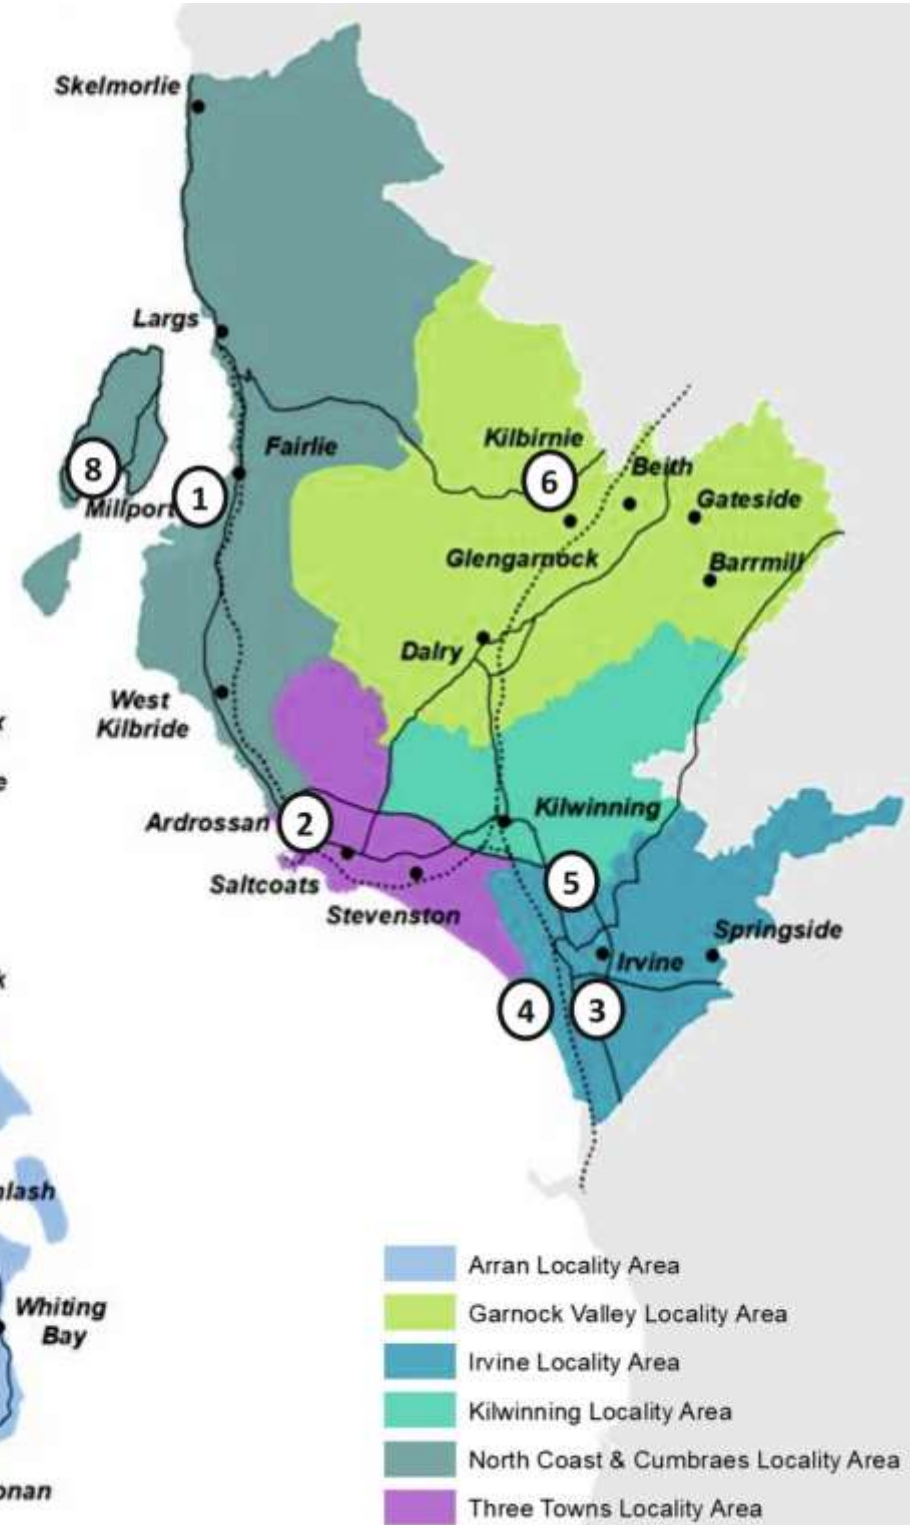 Skelmorlie
Largs
Fairlie
8
1
Millport
Kilbirnie
6
Beith
Gateside
Glengarnock
Barrmill
Dalry
West
Kilbride
Ardrossan
2
Kilwinning
Saltcoats
5
Stevenston
Springside
Irvine
4
3
Whiting
Bay
Arran Locality Area
Garnock Valley Locality Area
Irvine Locality Area
Kilwinning Locality Area
North Coast & Cumbraes Locality Area
Three Towns Locality Area